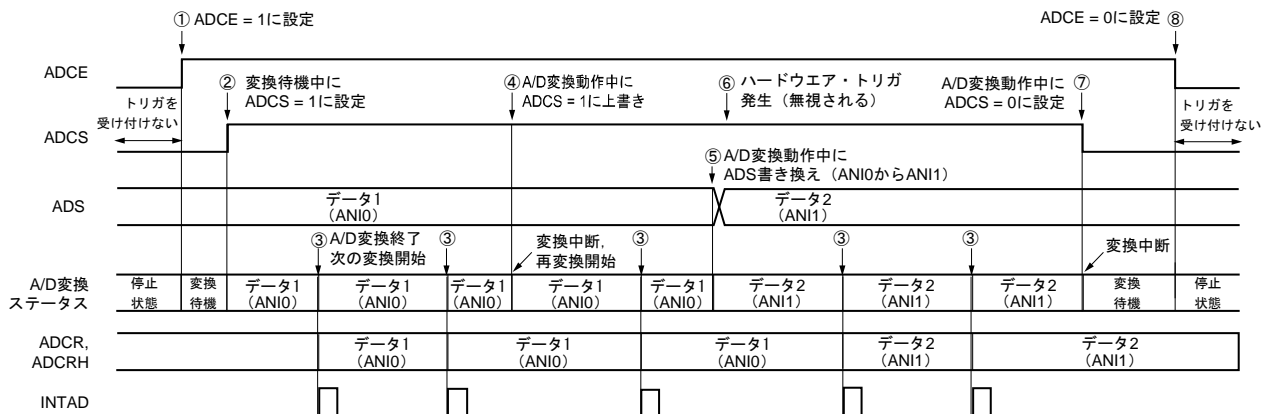 ① ADCE = 1に設定
ADCE = 0に設定 ⑧
ADCE
② 変換待機中に
ADCS = 1に設定
④ A/D変換動作中に
ADCS = 1に上書き
⑥ ハードウエア・トリガ
発生（無視される）
A/D変換動作中に ⑦
ADCS = 0に設定
トリガを
受け付けない
トリガを
受け付けない
ADCS
⑤ A/D変換動作中に
ADS書き換え（ANI0からANI1）
ADS
データ1
（ANI0）
データ2
（ANI1）
③ A/D変換終了
次の変換開始
③
変換中断，
再変換開始
③
③
③
変換中断
A/D変換
ステータス
停止
状態
変換
待機
データ1
（ANI0）
データ1
（ANI0）
データ1
（ANI0）
データ1
（ANI0）
データ1
（ANI0）
データ2
（ANI1）
データ2
（ANI1）
データ2
（ANI1）
変換
待機
停止
状態
ADCR,
ADCRH
データ1
（ANI0）
データ1
（ANI0）
データ1
（ANI0）
データ2
（ANI1）
データ2
（ANI1）
INTAD